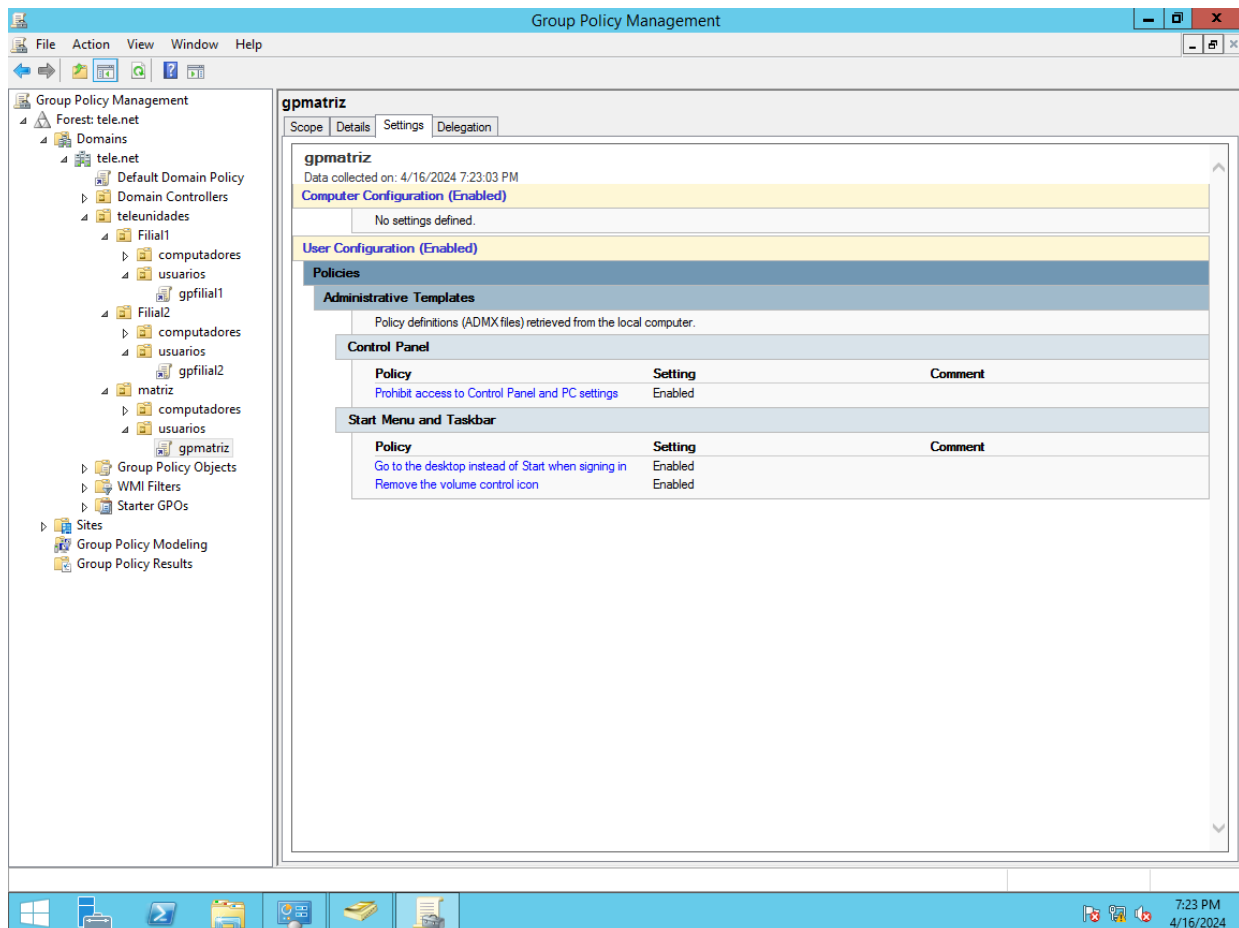 Group Policy Management
File Action View Window Help
Group Policy Management
Forest: tele.net
Domains
tele.net
Default Domain Policy
Domain Controllers
teleunidades
Filial1
computadores
usuarios
gpfilial1
Filial2
computadores
usuarios
gpfilial2
matriz
computadores
usuarios
gpmatriz
Group Policy Objects
WMI Filters
Starter GPOs
Sites
Group Policy Modeling
Group Policy Results
gpmatriz
Scope Details Settings Delegation
gpmatriz
Data collected on: 4/16/2024 7:23:03 PM
Computer Configuration (Enabled)
No settings defined.
User Configuration (Enabled)
Policies
Administrative Templates
Policy definitions (ADMX files) retrieved from the local computer.
Control Panel
Policy Setting Comment
Prohibit access to Control Panel and PC settings Enabled
Start Menu and Taskbar
Policy Setting Comment
Go to the desktop instead of Start when signing in Enabled
Remove the volume control icon Enabled
7:23 PM
4/16/2024